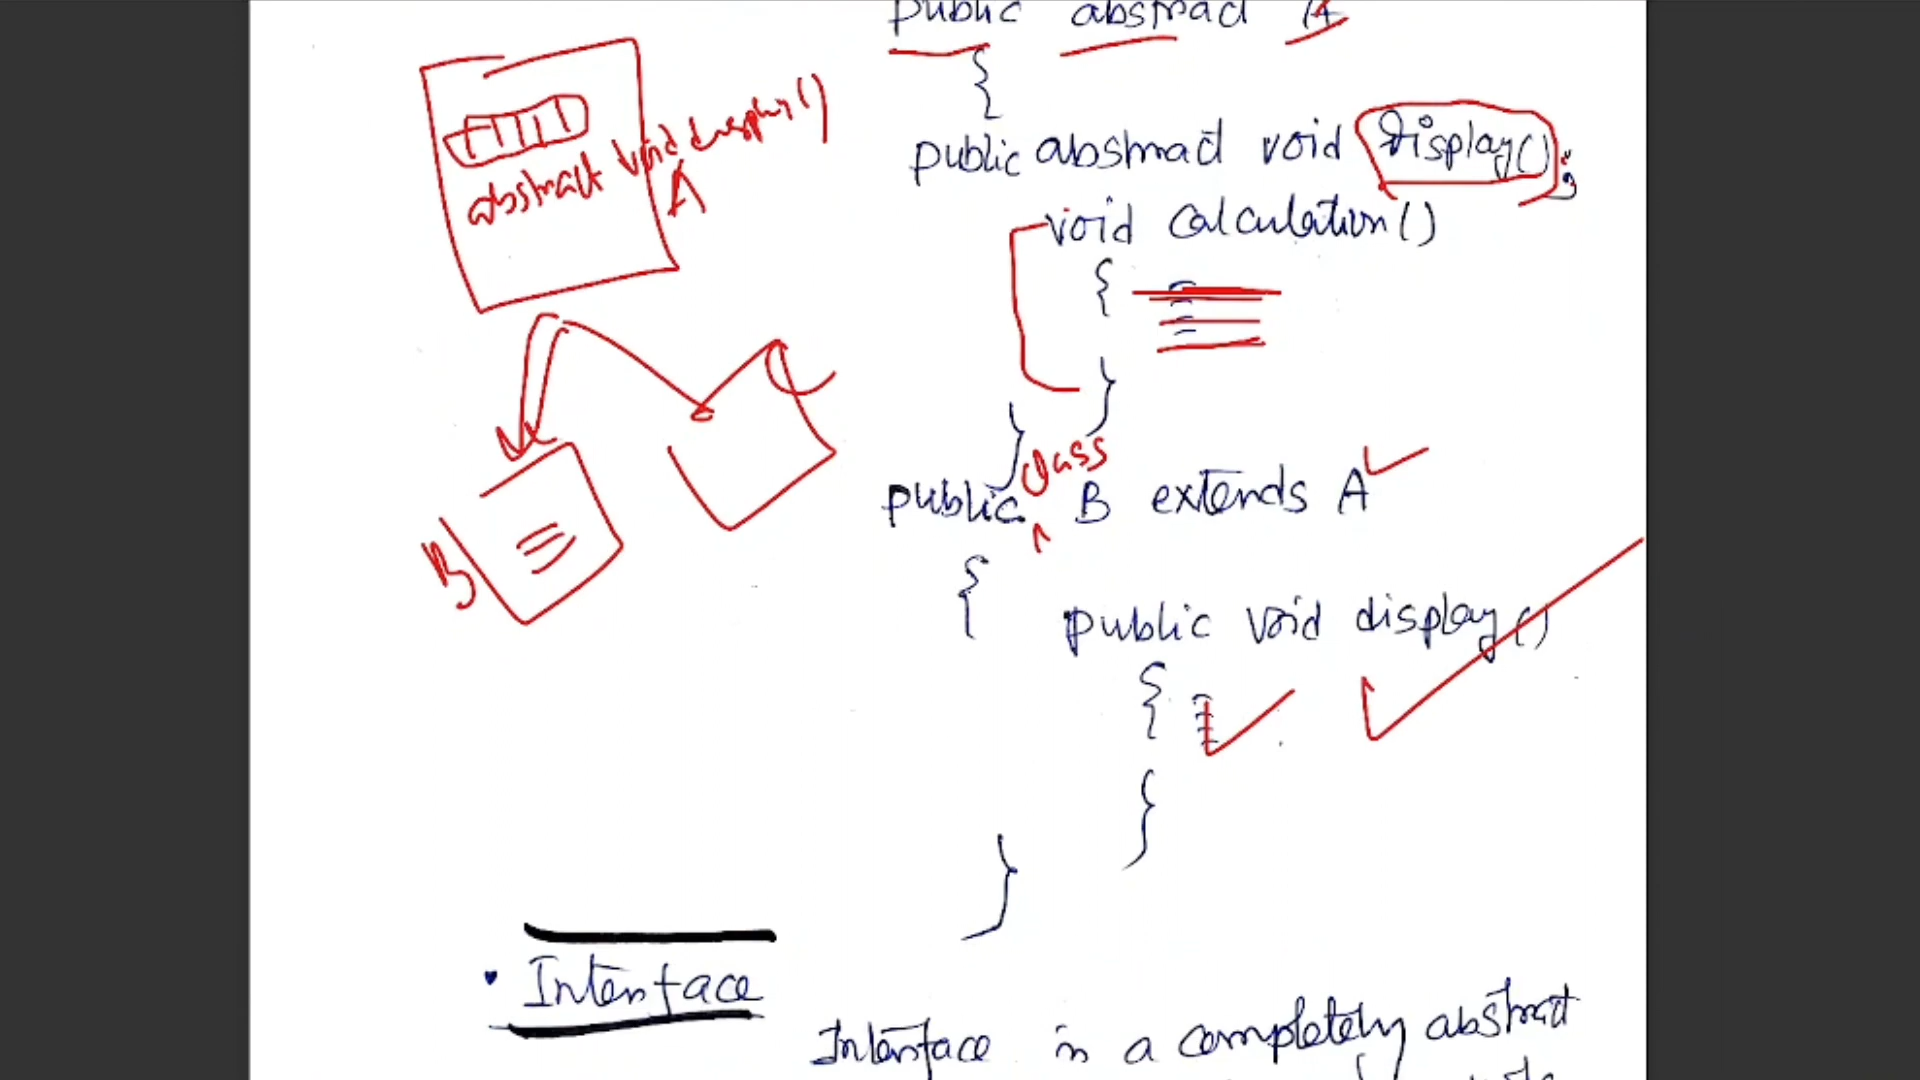 public abstract A
{
abstract void display()
A
public abstract void display();
void calculation()
{
}
}
class
public B extends A
{
B
public void display()
{
}
}
• Interface
Interface is a completely abstract